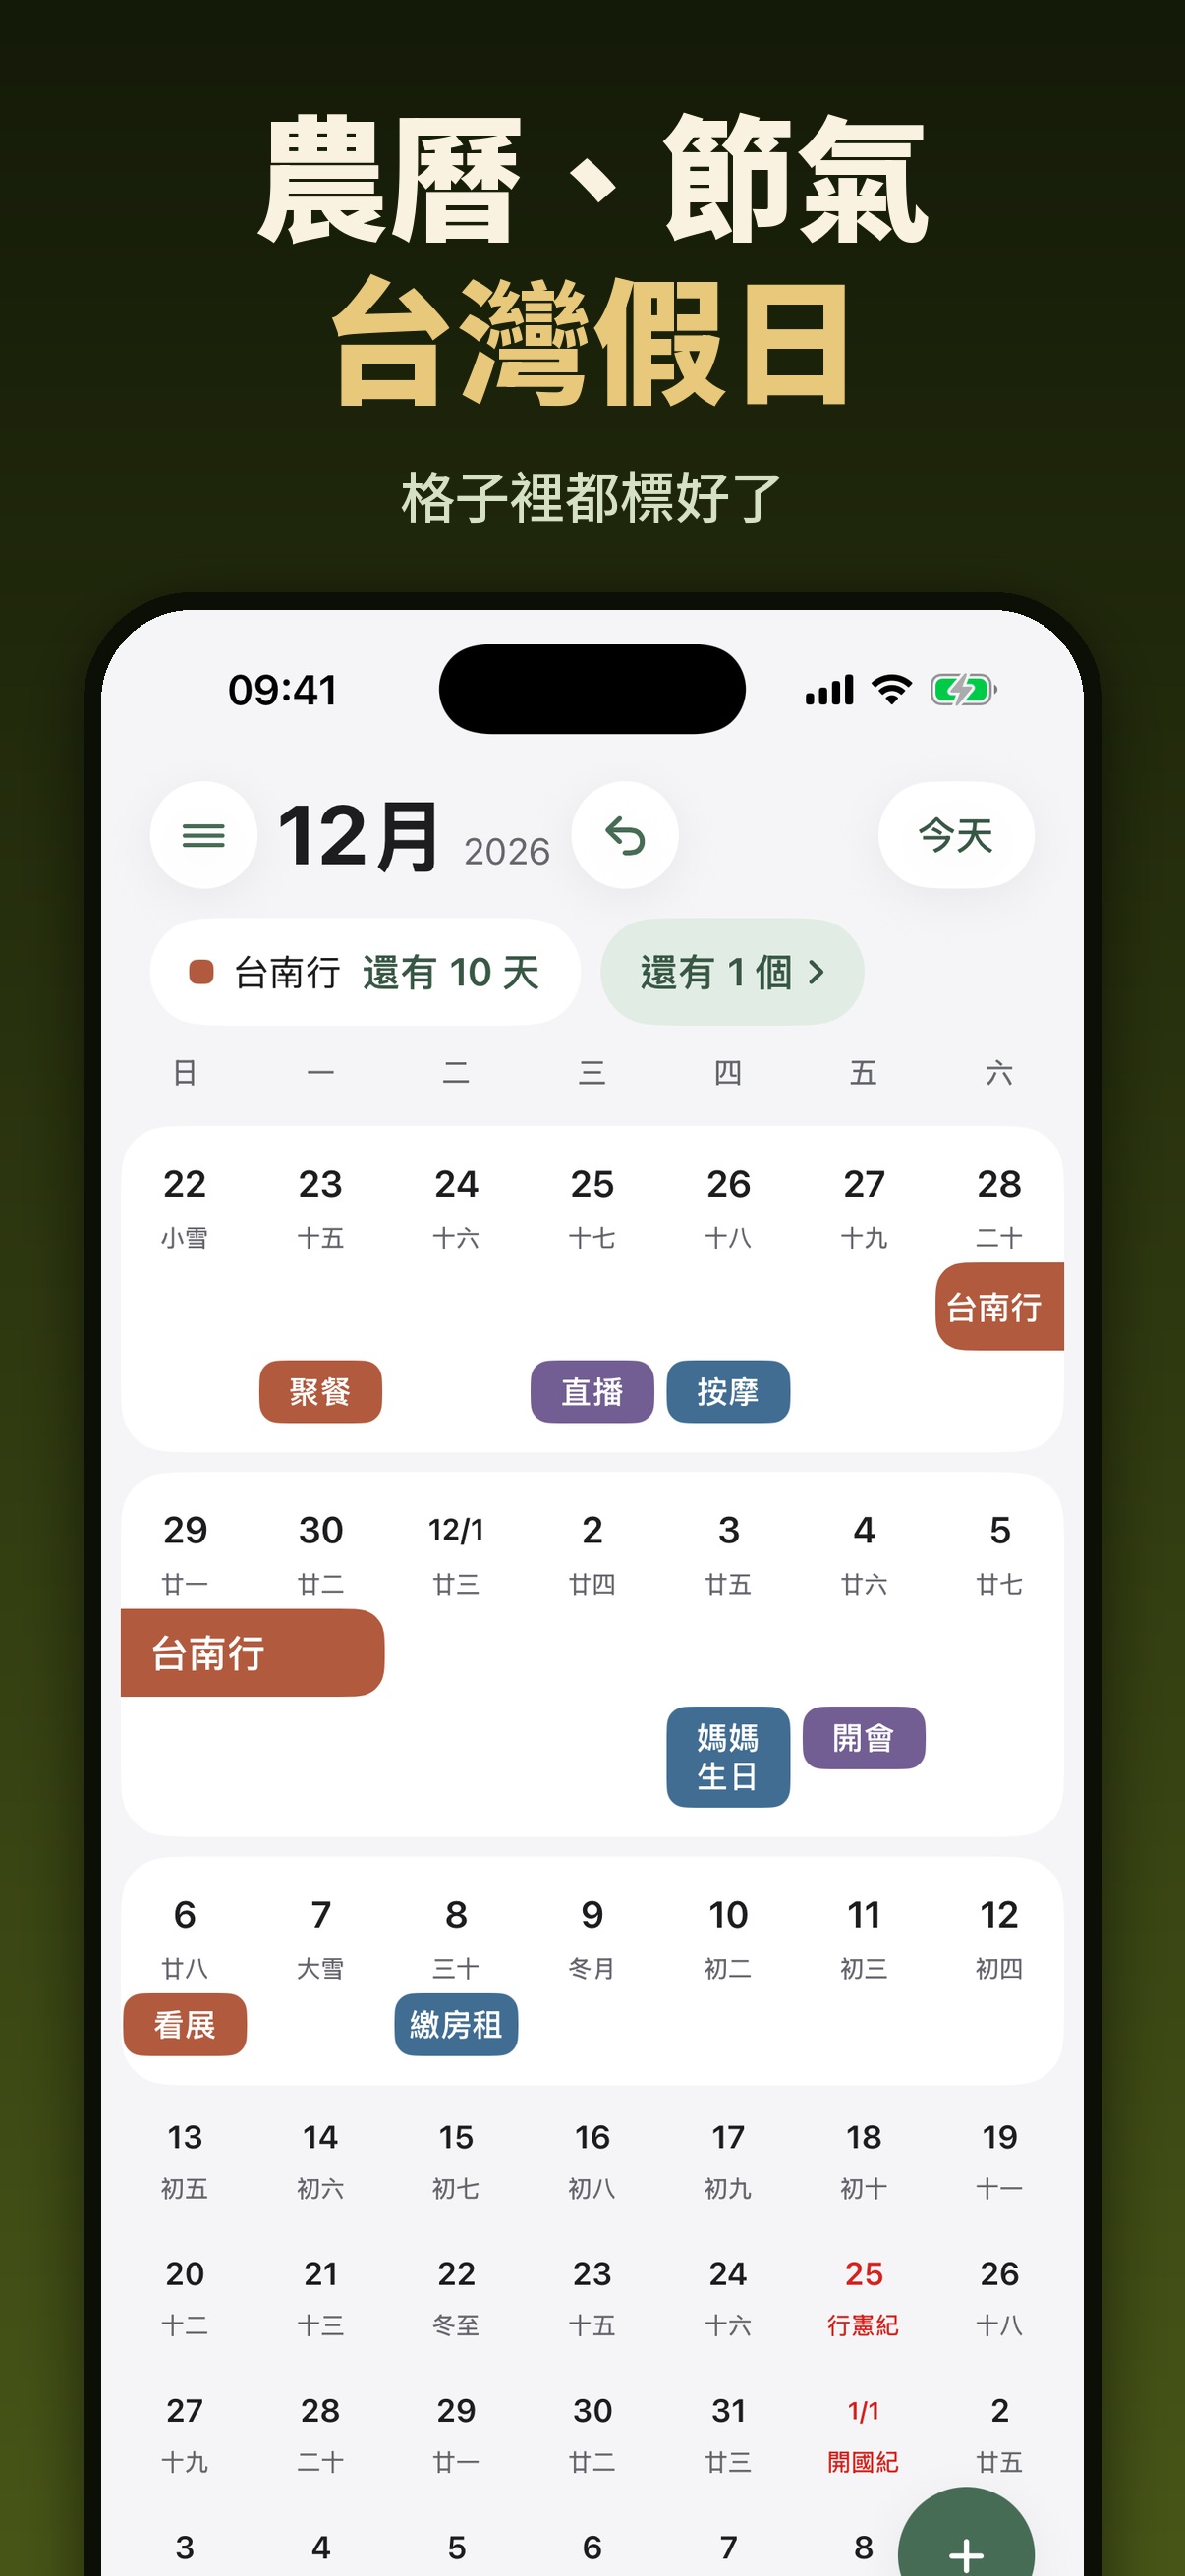 農曆、節氣
台灣假日
格子裡都標好了
09:41
12月 2026 今天
台南行 還有 10 天 還有 1 個 >
日 一 二 三 四 五 六
22 23 24 25 26 27 28
小雪 十五 十六 十七 十八 十九 二十
台南行
聚餐 直播 按摩
29 30 12/1 2 3 4 5
廿一 廿二 廿三 廿四 廿五 廿六 廿七
台南行
媽媽 開會
生日
6 7 8 9 10 11 12
廿八 大雪 三十 冬月 初二 初三 初四
看展 繳房租
13 14 15 16 17 18 19
初五 初六 初七 初八 初九 初十 十一
20 21 22 23 24 25 26
十二 十三 冬至 十五 十六 行憲紀 十八
27 28 29 30 31 1/1 2
十九 二十 廿一 廿二 廿三 開國紀 廿五
3 4 5 6 7 8 +